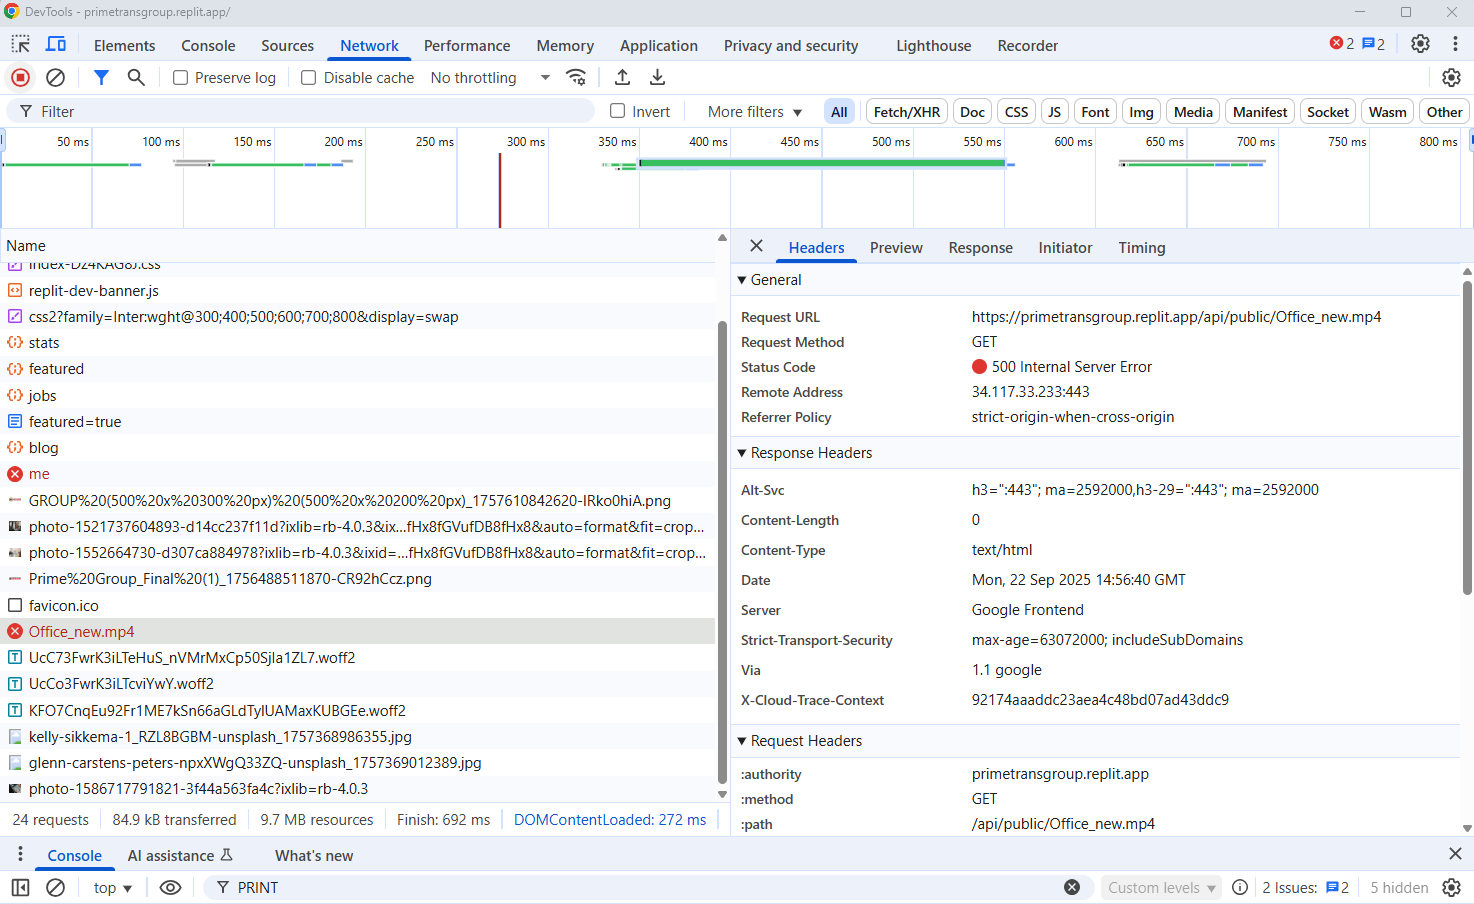 DevTools - primetransgroup.replit.app/
Elements Console Sources Network Performance Memory Application Privacy and security Lighthouse Recorder 2 2
Preserve log Disable cache No throttling
Filter Invert More filters All Fetch/XHR Doc CSS JS Font Img Media Manifest Socket Wasm Other
50 ms 100 ms 150 ms 200 ms 250 ms 300 ms 350 ms 400 ms 450 ms 500 ms 550 ms 600 ms 650 ms 700 ms 750 ms 800 ms
Name
index-D24KAG8J.css
replit-dev-banner.js
css2?family=Inter:wght@300;400;500;600;700;800&display=swap
stats
featured
jobs
featured=true
blog
me
GROUP%20(500%20x%20300%20px)%20(500%20x%20200%20px)_1757610842620-IRko0hiA.png
photo-1521737604893-d14cc237f11d?ixlib=rb-4.0.3&ix...fHx8fGVufDB8fHx8&auto=format&fit=crop...
photo-1552664730-d307ca884978?ixlib=rb-4.0.3&ixid=...fHx8fGVufDB8fHx8&auto=format&fit=crop...
Prime%20Group_Final%20(1)_1756488511870-CR92hCcz.png
favicon.ico
Office_new.mp4
UcC73FwrK3iLTeHuS_nVMrMxCp50SjIa1ZL7.woff2
UcCo3FwrK3iLTcviYwY.woff2
KFO7CnqEu92Fr1ME7kSn66aGLdTylUAMaxKUBGEe.woff2
kelly-sikkema-1_RZL8BGBM-unsplash_1757368986355.jpg
glenn-carstens-peters-npxXWgQ33ZQ-unsplash_1757369012389.jpg
photo-1586717791821-3f44a563fa4c?ixlib=rb-4.0.3
24 requests 84.9 kB transferred 9.7 MB resources Finish: 692 ms DOMContentLoaded: 272 ms
Headers Preview Response Initiator Timing
General
Request URL https://primetransgroup.replit.app/api/public/Office_new.mp4
Request Method GET
Status Code 500 Internal Server Error
Remote Address 34.117.33.233:443
Referrer Policy strict-origin-when-cross-origin
Response Headers
Alt-Svc h3=":443"; ma=2592000,h3-29=":443"; ma=2592000
Content-Length 0
Content-Type text/html
Date Mon, 22 Sep 2025 14:56:40 GMT
Server Google Frontend
Strict-Transport-Security max-age=63072000; includeSubDomains
Via 1.1 google
X-Cloud-Trace-Context 92174aaaddc23aea4c48bd07ad43ddc9
Request Headers
:authority primetransgroup.replit.app
:method GET
:path /api/public/Office_new.mp4
Console AI assistance What's new
top PRINT Custom levels 2 Issues: 2 5 hidden